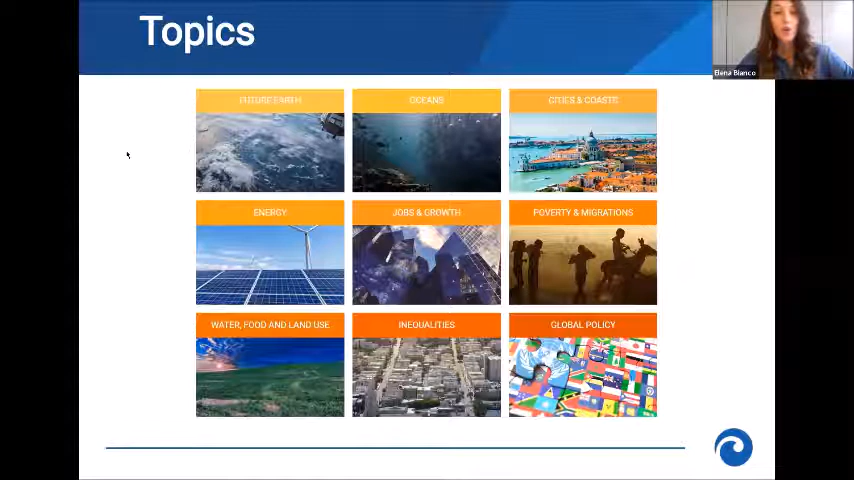 Topics
Elena Bianco
FUTURE EARTH
OCEANS
CITIES & COASTS
ENERGY
JOBS & GROWTH
POVERTY & MIGRATIONS
WATER, FOOD AND LAND USE
INEQUALITIES
GLOBAL POLICY